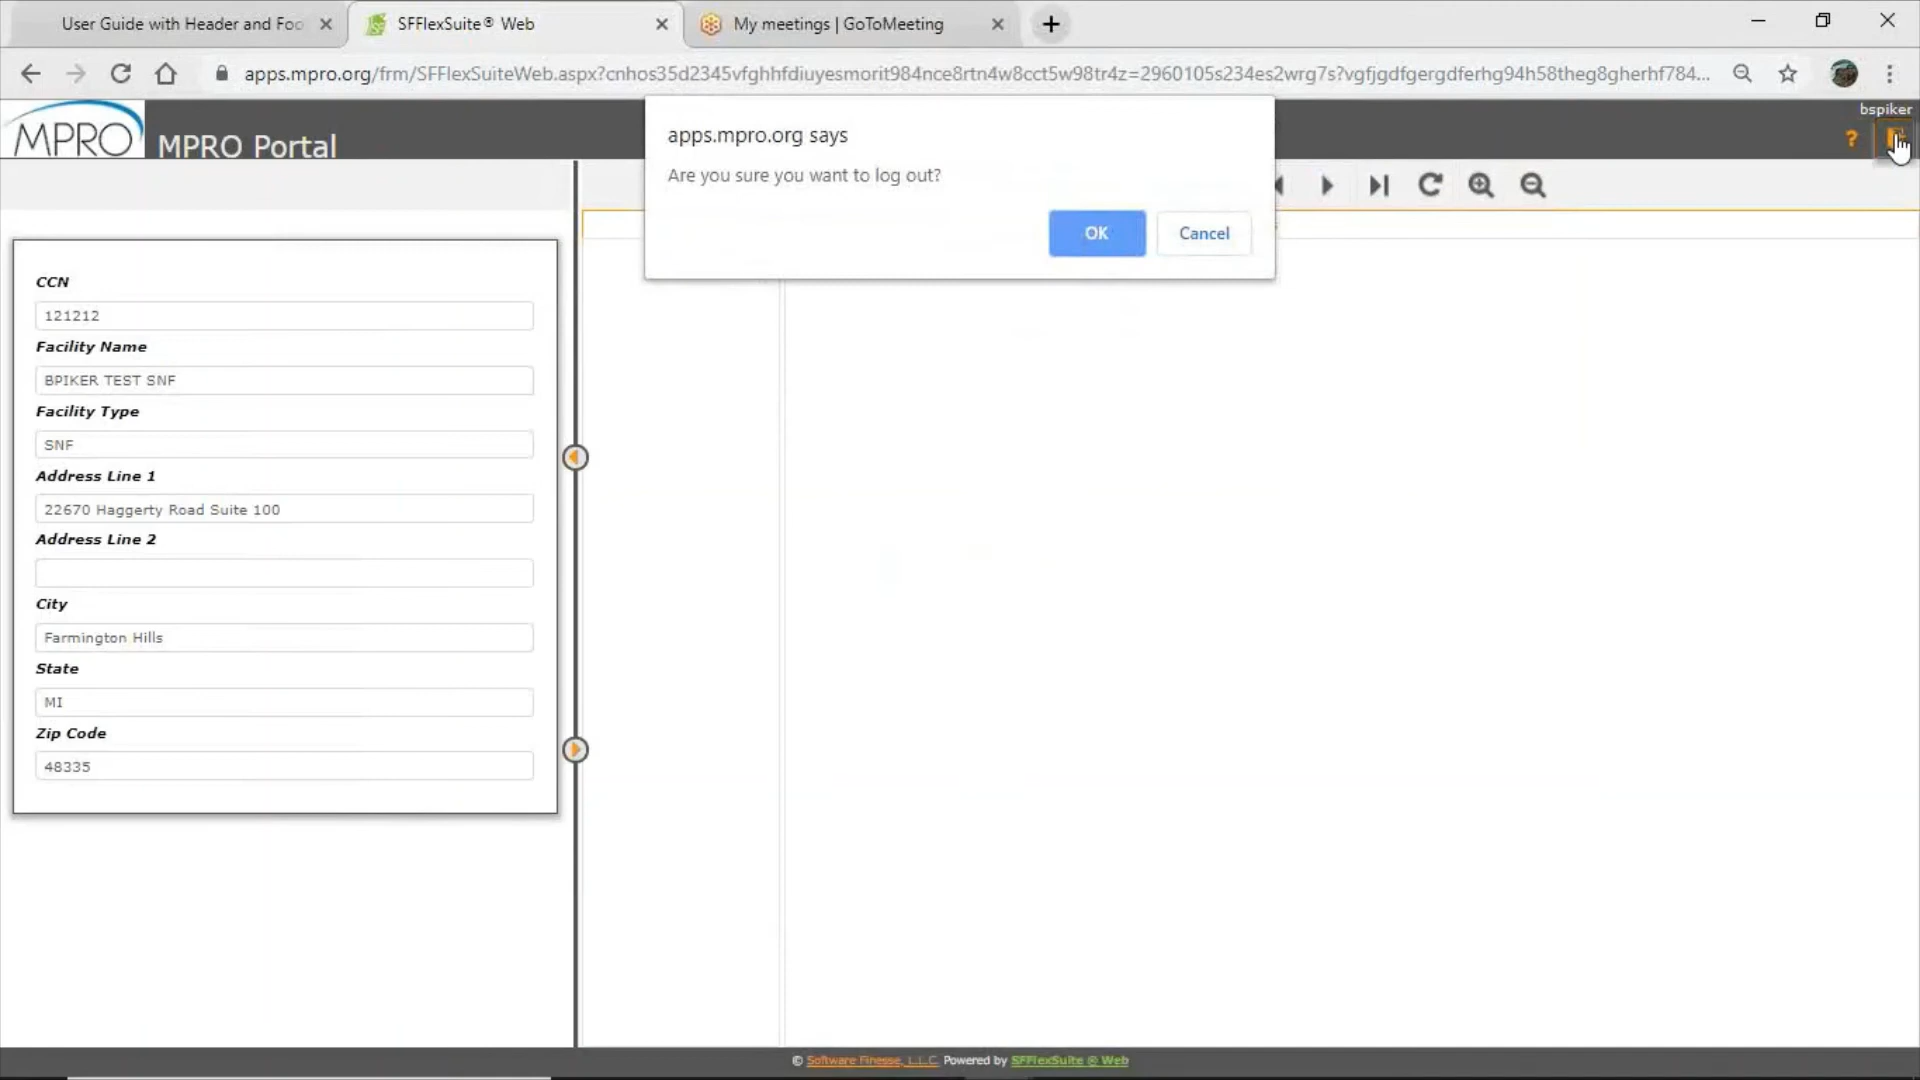 User Guide with Header and Foo
SFFlexSuite® Web
My meetings | GoToMeeting
apps.mpro.org/frm/SFFlexSuiteWeb.aspx?cnhos35d2345vfghhfdiuyesmorit984nce8rtn4w8cct5w98tr4z=2960105s234es2wrg7s?vgfjgdfgergdferhg94h58theg8gherhf784...
bspiker
MPRO
MPRO Portal
?
apps.mpro.org says
Are you sure you want to log out?
OK
Cancel
CCN
121212
Facility Name
BPIKER TEST SNF
Facility Type
SNF
Address Line 1
22670 Haggerty Road Suite 100
Address Line 2
City
Farmington Hills
State
MI
Zip Code
48335
© Software Finesse, L.L.C. Powered by SFFlexSuite ® Web